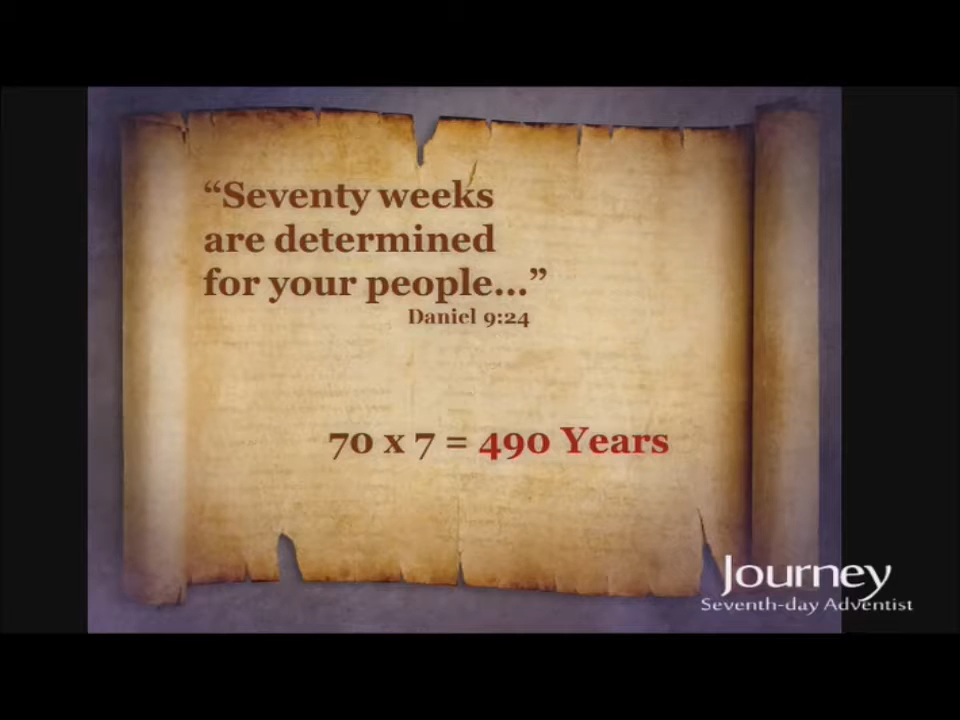 “Seventy weeks
are determined
for your people...”
Daniel 9:24
70 x 7 = 490 Years
Journey
Seventh-day Adventist